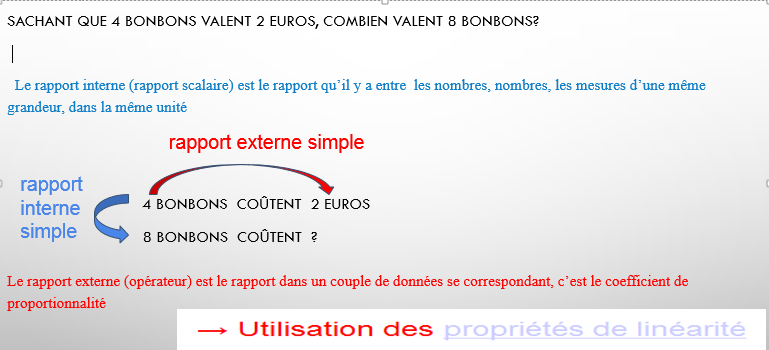 SACHANT QUE 4 BONBONS VALENT 2 EUROS, COMBIEN VALENT 8 BONBONS?
Le rapport interne (rapport scalaire) est le rapport qu'il y a entre les nombres, nombres, les mesures d'une même
grandeur, dans la même unité
rapport externe simple
rapport
interne
simple
4 BONBONS COÛTENT 2 EUROS
8 BONBONS COÛTENT ?
Le rapport externe (opérateur) est le rapport dans un couple de données se correspondant, c'est le coefficient de
proportionnalité
→ Utilisation des propriétés de linéarité